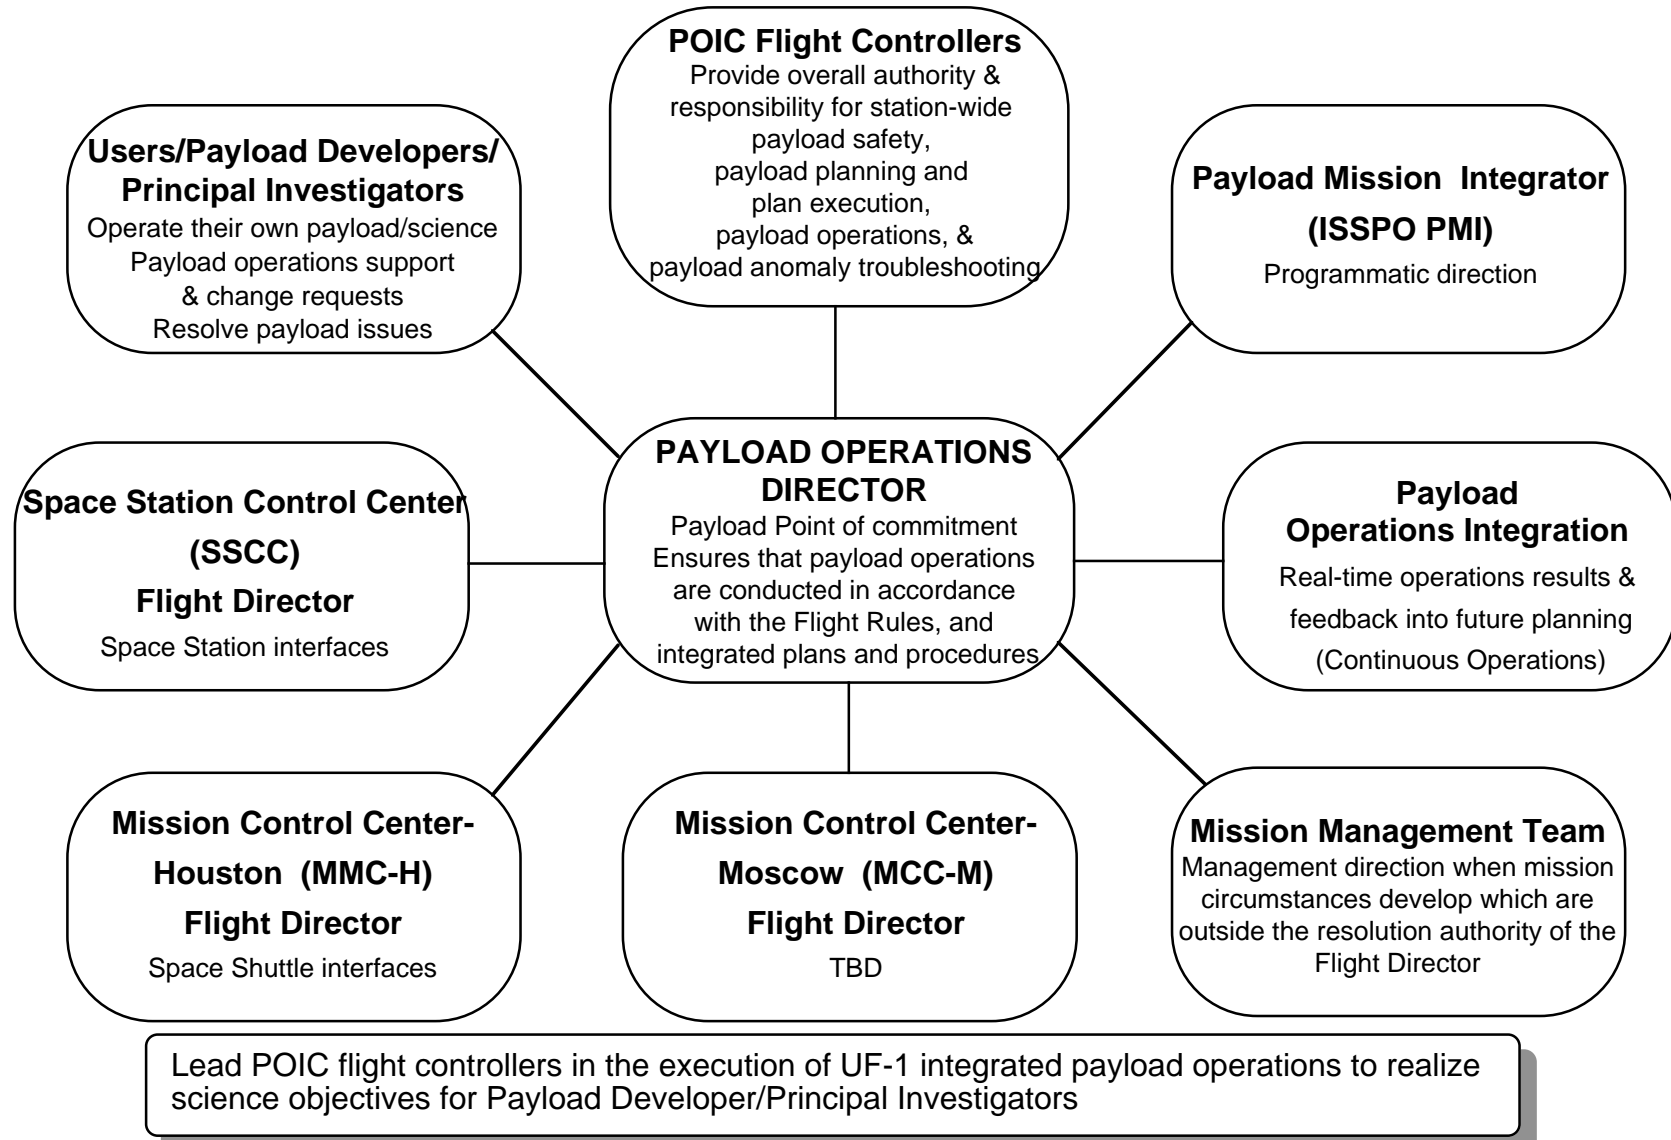 POIC Flight Controllers
Provide overall authority &
responsibility for station-wide
payload safety,
payload planning and
plan execution,
payload operations, &
payload anomaly troubleshooting
Users/Payload Developers/
Principal Investigators
Operate their own payload/science
Payload operations support
& change requests
Resolve payload issues
Payload Mission Integrator
(ISSPO PMI)
Programmatic direction
Space Station Control Center
(SSCC)
Flight Director
Space Station interfaces
PAYLOAD OPERATIONS
DIRECTOR
Payload Point of commitment
Ensures that payload operations
are conducted in accordance
with the Flight Rules, and
integrated plans and procedures
Payload
Operations Integration
Real-time operations results &
feedback into future planning
(Continuous Operations)
Mission Control Center-
Houston (MMC-H)
Flight Director
Space Shuttle interfaces
Mission Control Center-
Moscow (MCC-M)
Flight Director
TBD
Mission Management Team
Management direction when mission
circumstances develop which are
outside the resolution authority of the
Flight Director
Lead POIC flight controllers in the execution of UF-1 integrated payload operations to realize
science objectives for Payload Developer/Principal Investigators